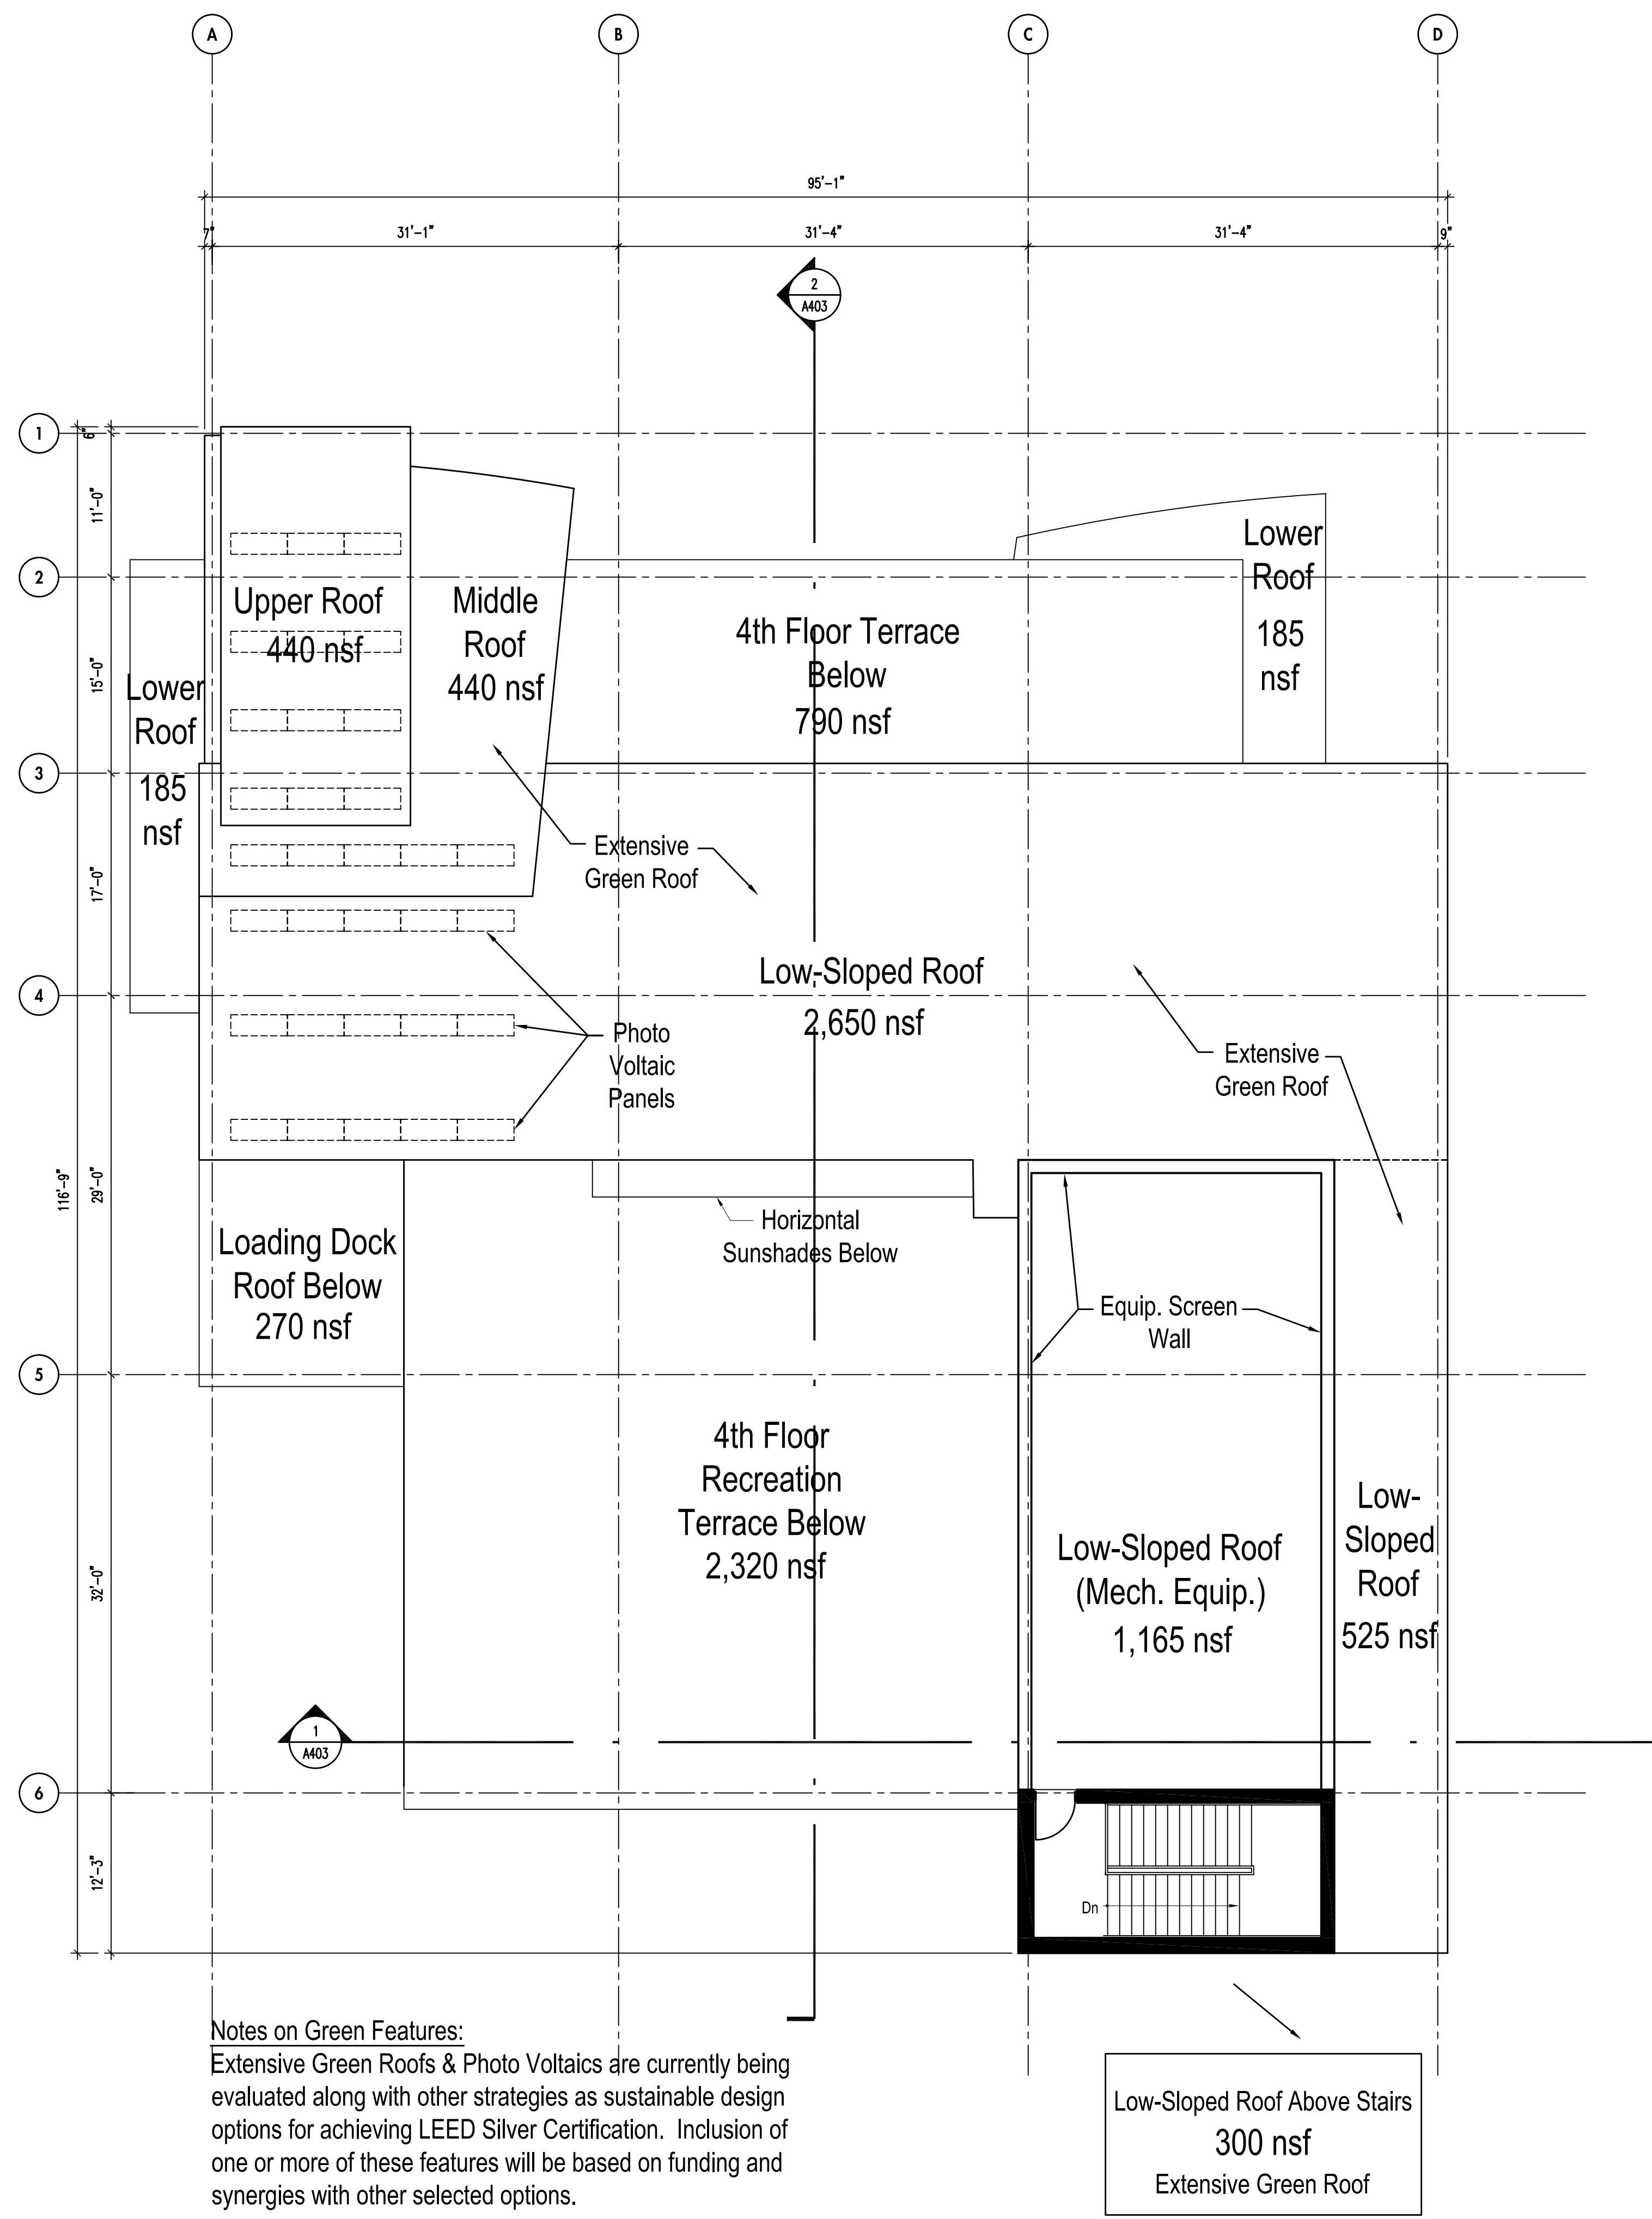 A
B
C
D
95'-1"
7"
31'-1"
31'-4"
31'-4"
9"
2
A403
1
6"
11'-0"
2
15'-0"
3
17'-0"
4
116'-9"
29'-0"
5
32'-0"
6
12'-3"
Upper Roof
440 nsf
Middle
Roof
440 nsf
4th Floor Terrace
Below
790 nsf
Lower
Roof
185
nsf
Lower
Roof
185
nsf
Extensive
Green Roof
Low-Sloped Roof
2,650 nsf
Photo
Voltaic
Panels
Extensive
Green Roof
Horizontal
Sunshades Below
Loading Dock
Roof Below
270 nsf
Equip. Screen
Wall
4th Floor
Recreation
Terrace Below
2,320 nsf
Low-Sloped Roof
(Mech. Equip.)
1,165 nsf
Low-
Sloped
Roof
525 nsf
1
A403
Dn
Notes on Green Features:
Extensive Green Roofs & Photo Voltaics are currently being
evaluated along with other strategies as sustainable design
options for achieving LEED Silver Certification.  Inclusion of
one or more of these features will be based on funding and
synergies with other selected options.
Low-Sloped Roof Above Stairs
300 nsf
Extensive Green Roof